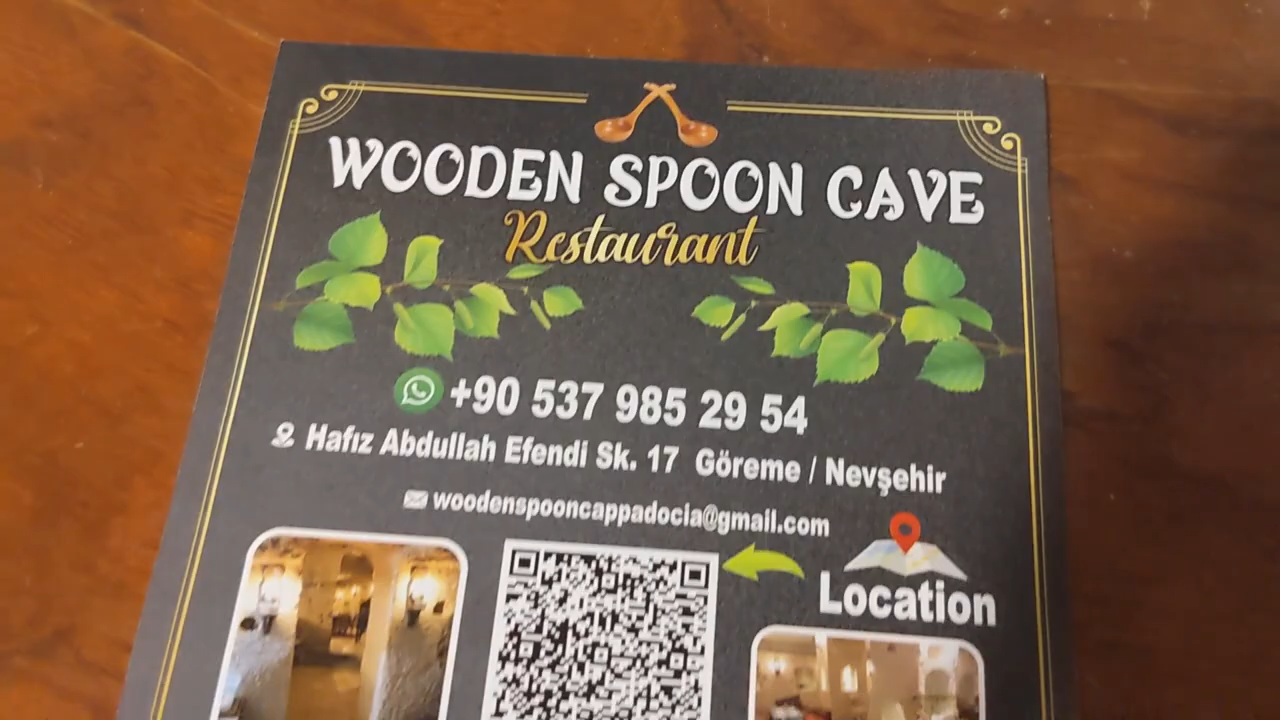 WOODEN SPOON CAVE
Restaurant
+90 537 985 29 54
Hafız Abdullah Efendi Sk. 17 Göreme / Nevşehir
woodenspooncappadocia@gmail.com
Location